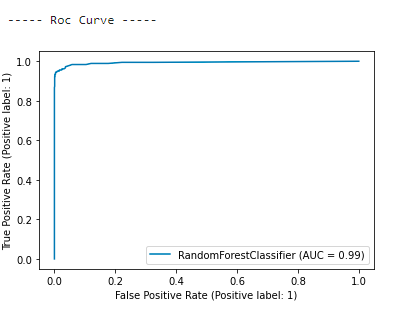 ----- Roc Curve -----
True Positive Rate (Positive label: 1)
1.0
0.8
0.6
0.4
0.2
0.0
RandomForestClassifier (AUC = 0.99)
0.0 0.2 0.4 0.6 0.8 1.0
False Positive Rate (Positive label: 1)